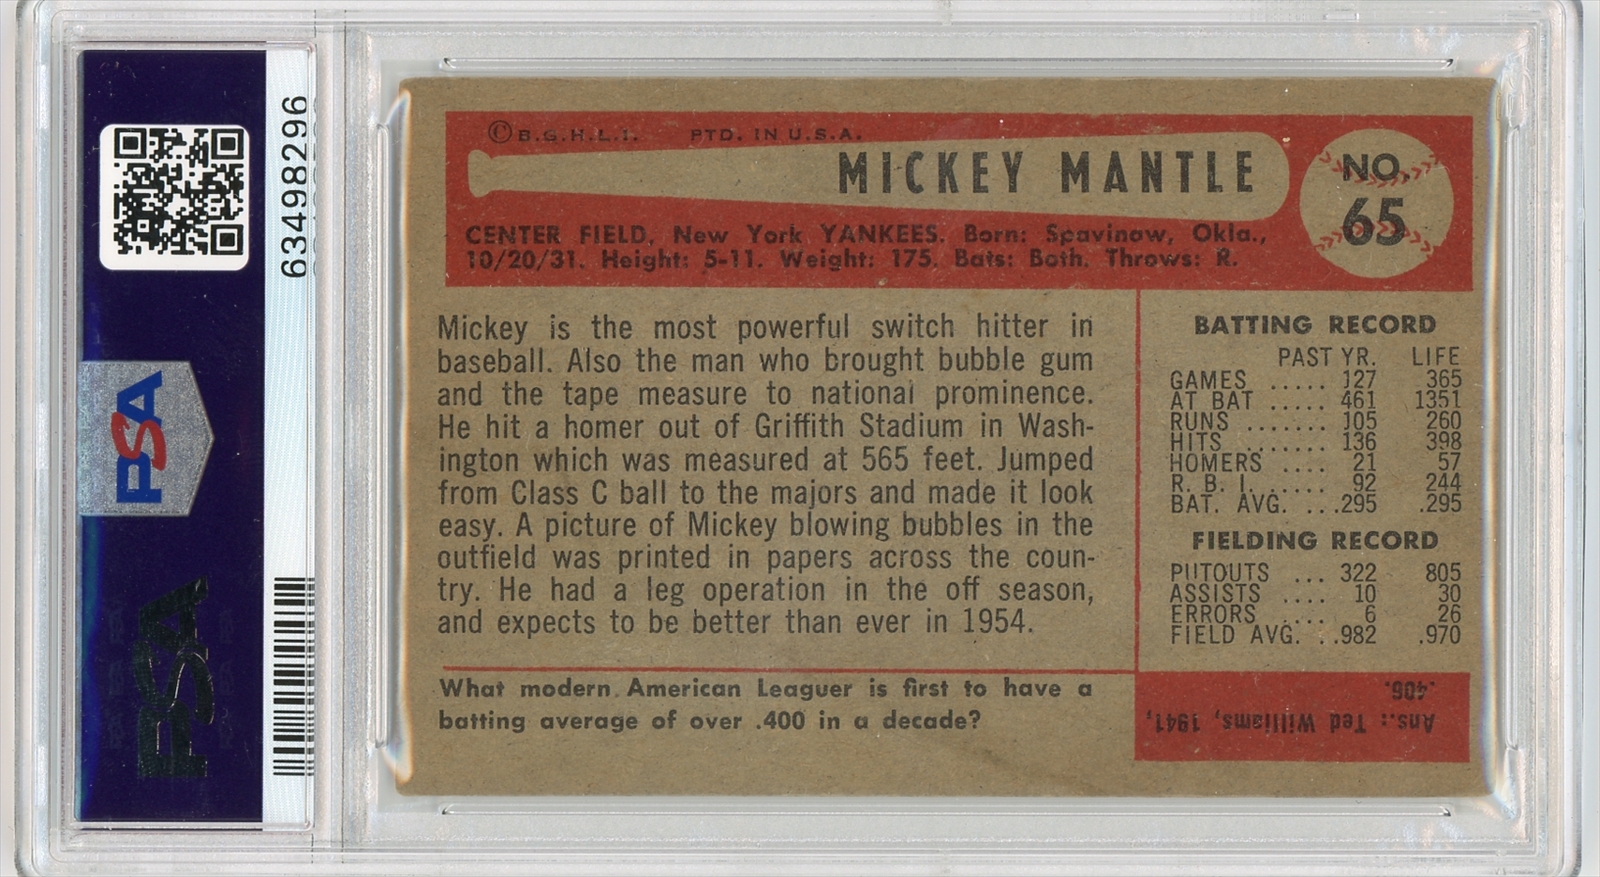 63498296
PSA
PSA
© B.G.H.L.I. PTD. IN U.S.A.
MICKEY MANTLE
NO.
65
CENTER FIELD, New York YANKEES. Born: Spavinaw, Okla.,
10/20/31. Height: 5-11. Weight: 175. Bats: Both. Throws: R.
Mickey is the most powerful switch hitter in
baseball. Also the man who brought bubble gum
and the tape measure to national prominence.
He hit a homer out of Griffith Stadium in Wash-
ington which was measured at 565 feet. Jumped
from Class C ball to the majors and made it look
easy. A picture of Mickey blowing bubbles in the
outfield was printed in papers across the coun-
try. He had a leg operation in the off season,
and expects to be better than ever in 1954.
BATTING RECORD
PAST YR. LIFE
GAMES ..... 127 365
AT BAT ..... 461 1351
RUNS ....... 105 260
HITS ....... 136 398
HOMERS .... 21 57
R. B. I. ..... 92 244
BAT. AVG. ...295 .295
FIELDING RECORD
PUTOUTS ... 322 805
ASSISTS .... 10 30
ERRORS ..... 6 26
FIELD AVG. ..982 .970
What modern American Leaguer is first to have a
batting average of over .400 in a decade?
Ans.: Ted Williams, 1941,
.406.